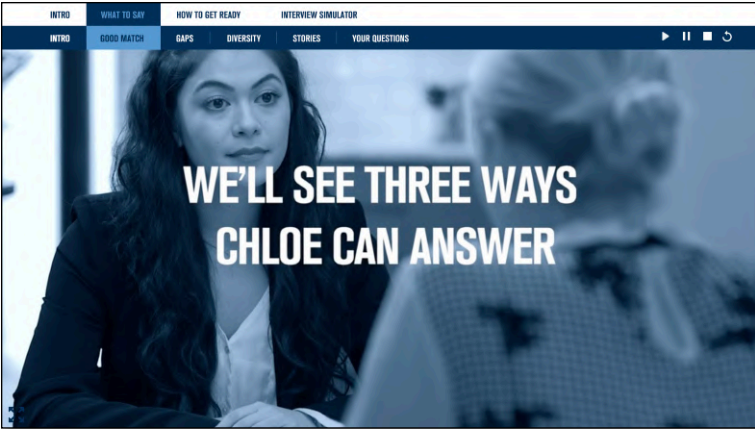 INTRO WHAT TO SAY HOW TO GET READY INTERVIEW SIMULATOR
INTRO GOOD MATCH GAPS DIVERSITY STORIES YOUR QUESTIONS
WE'LL SEE THREE WAYS
CHLOE CAN ANSWER